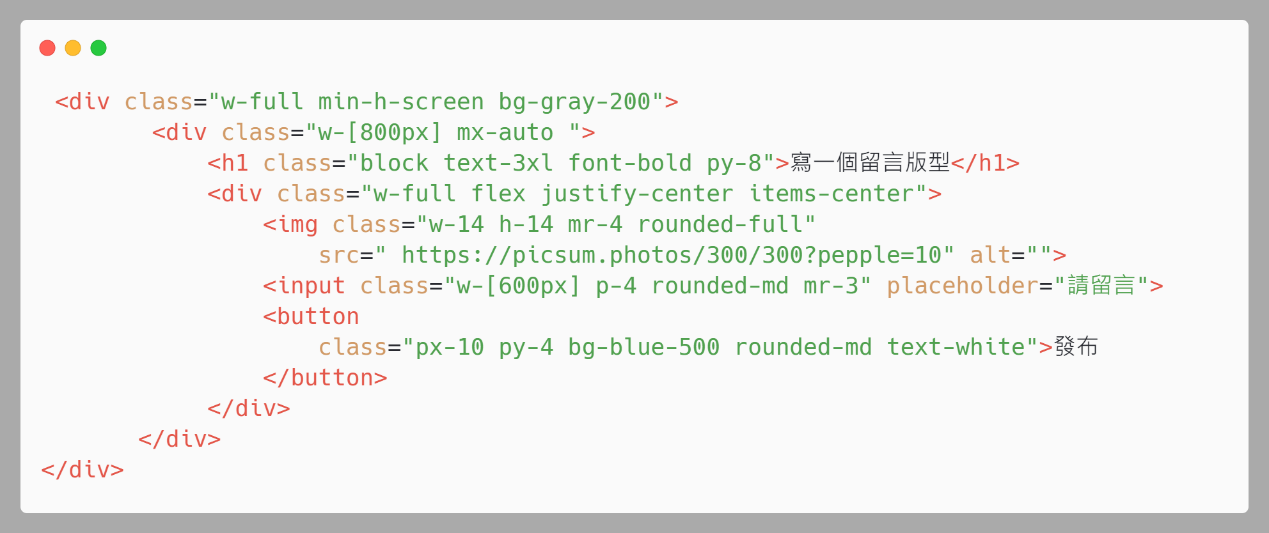 <div class="w-full min-h-screen bg-gray-200">
<div class="w-[800px] mx-auto ">
<h1 class="block text-3xl font-bold py-8">寫一個留言版型</h1>
<div class="w-full flex justify-center items-center">
<img class="w-14 h-14 mr-4 rounded-full"
src=" https://picsum.photos/300/300?pepple=10" alt="">
<input class="w-[600px] p-4 rounded-md mr-3" placeholder="請留言">
<button
class="px-10 py-4 bg-blue-500 rounded-md text-white">發布
</button>
</div>
</div>
</div>